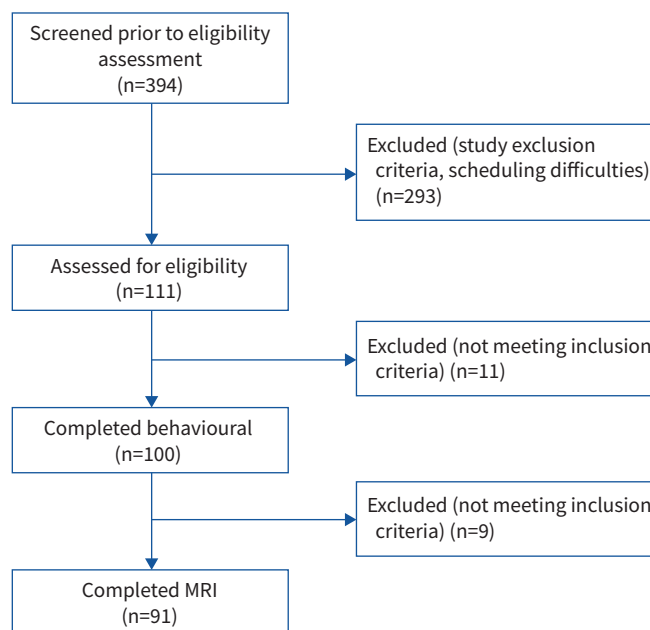 Screened prior to eligibility
assessment
(n=394)
Excluded (study exclusion
criteria, scheduling difficulties)
(n=293)
Assessed for eligibility
(n=111)
Excluded (not meeting inclusion
criteria) (n=11)
Completed behavioural
(n=100)
Excluded (not meeting inclusion
criteria) (n=9)
Completed MRI
(n=91)